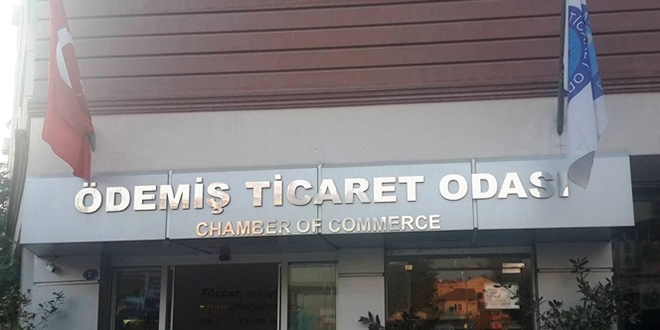 ÖDEMİŞ TİCARET ODASI
CHAMBER OF COMMERCE